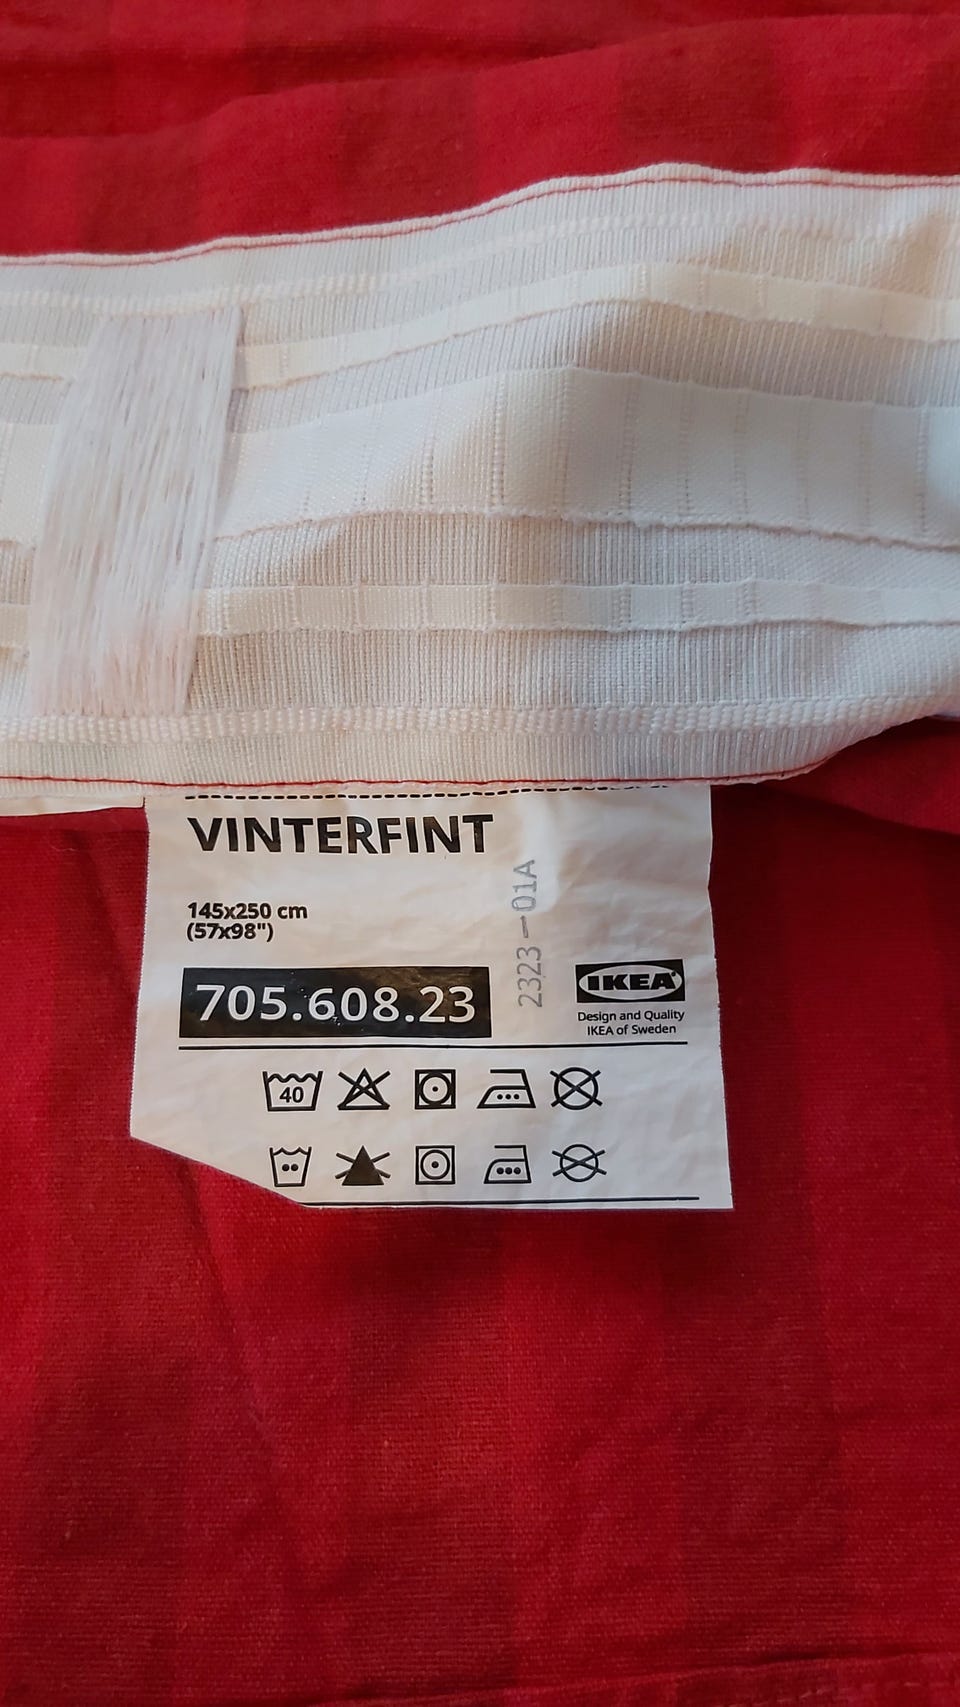 VINTERFINT
145x250 cm
(57x98")
705.608.23
2323-01A
IKEA
Design and Quality
IKEA of Sweden
40